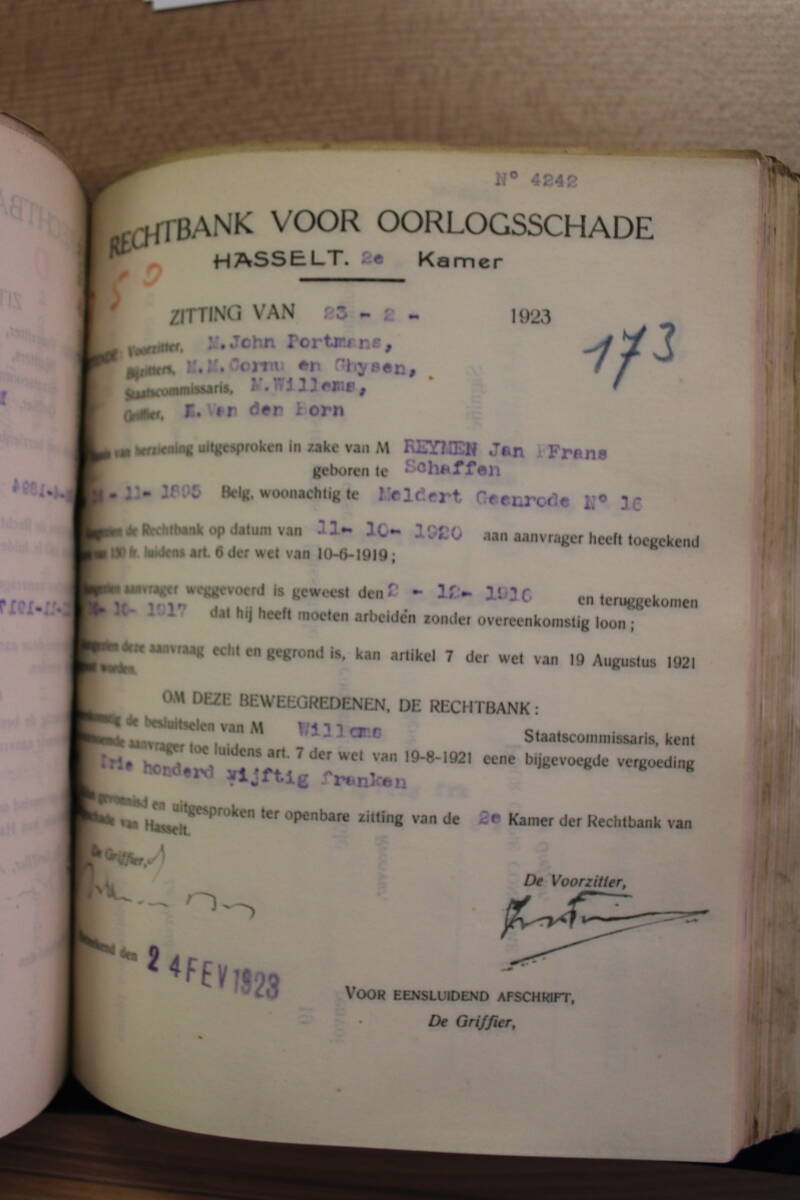 Nº 4242
RECHTBANK VOOR OORLOGSSCHADE
HASSELT. 2e Kamer
ZITTING VAN 23 - 2 - 1923
173
Voorzitter, M.John Portmans,
Bijzitters, M.M.Cornu en Ghysen,
Staatscommissaris, M.Willems,
Griffier, E.Van den Born
van herziening uitgesproken in zake van M REYMEN Jan Frans
geboren te Schaffen
11- 1895 Belg, woonachtig te Meldert Geenrode Nº 16
de Rechtbank op datum van 11- 10- 1920 aan aanvrager heeft toegekend
van 150 fr. luidens art. 6 der wet van 10-6-1919;
aanvrager weggevoerd is geweest den 2 - 12- 1916 en teruggekomen
10- 1917 dat hij heeft moeten arbeiden zonder overeenkomstig loon;
deze aanvraag echt en gegrond is, kan artikel 7 der wet van 19 Augustus 1921
worden.
OM DEZE BEWEEGREDENEN, DE RECHTBANK:
de besluitselen van M Willems Staatscommissaris, kent
aanvrager toe luidens art. 7 der wet van 19-8-1921 eene bijgevoegde vergoeding
Drie honderd vijftig franken
gevonnisd en uitgesproken ter openbare zitting van de 2e Kamer der Rechtbank van
van Hasselt.
De Griffier,
De Voorzitter,
den 24 FEV 1923
VOOR EENSLUIDEND AFSCHRIFT,
De Griffier,